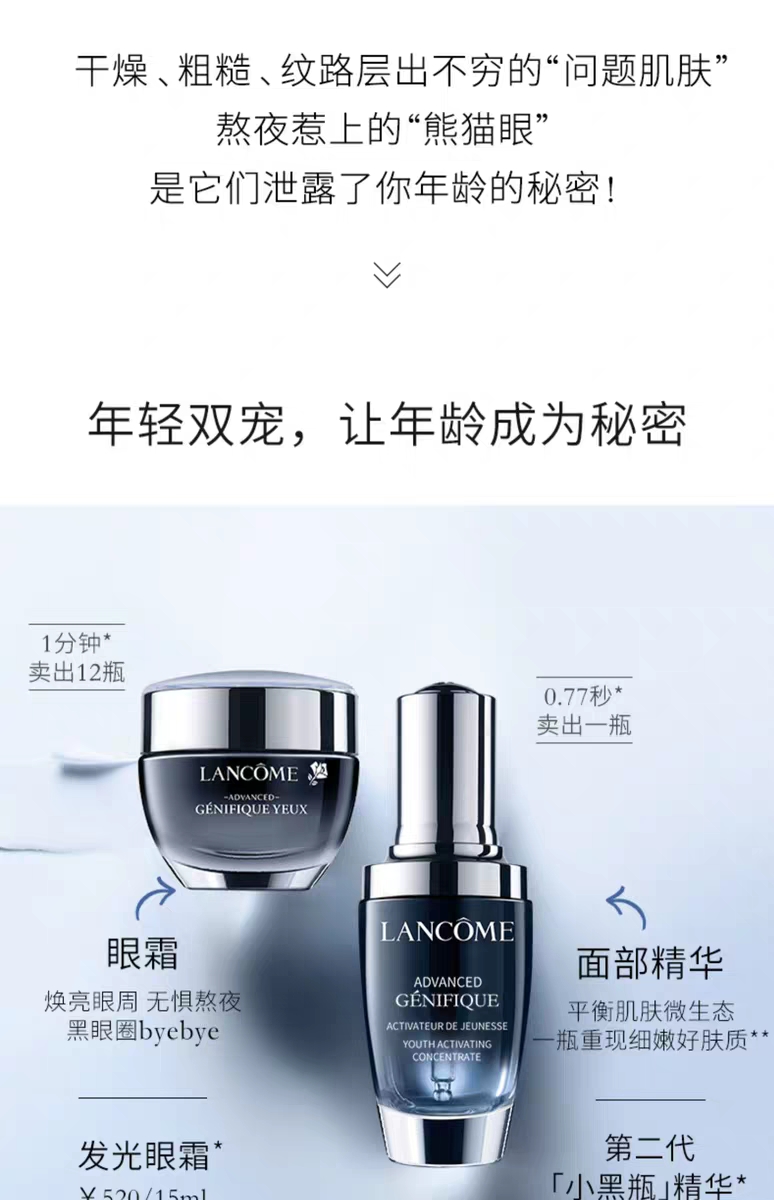 干燥、粗糙、纹路层出不穷的“问题肌肤”
熬夜惹上的“熊猫眼”
是它们泄露了你年龄的秘密！
年轻双宠，让年龄成为秘密
1分钟*
卖出12瓶
0.77秒*
卖出一瓶
LANCÔME
–ADVANCED–
GÉNIFIQUE YEUX
LANCÔME
ADVANCED
GÉNIFIQUE
ACTIVATEUR DE JEUNESSE
YOUTH ACTIVATING
CONCENTRATE
眼霜
焕亮眼周 无惧熬夜
黑眼圈byebye
面部精华
平衡肌肤微生态
一瓶重现细嫩好肤质**
发光眼霜*
￥520/15ml
第二代
「小黑瓶」精华*